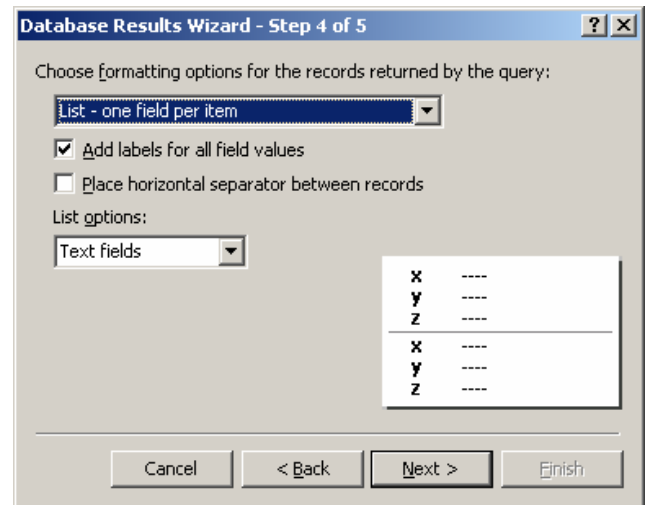 Database Results Wizard - Step 4 of 5
Choose formatting options for the records returned by the query:
List - one field per item
Add labels for all field values
Place horizontal separator between records
List options:
Text fields
x ----
y ----
z ----
x ----
y ----
z ----
Cancel < Back Next > Finish